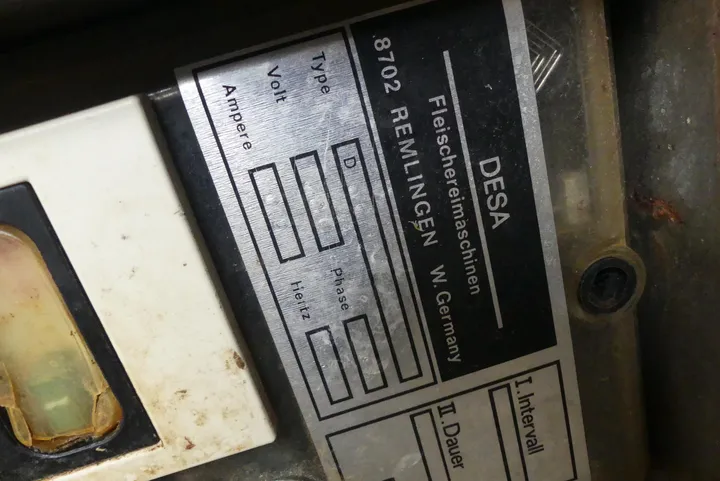 DESA
Fleischereimaschinen
8702 REMLINGEN W.Germany
Type D
Volt Phase
Ampere Hertz
I.Intervall
II.Dauer